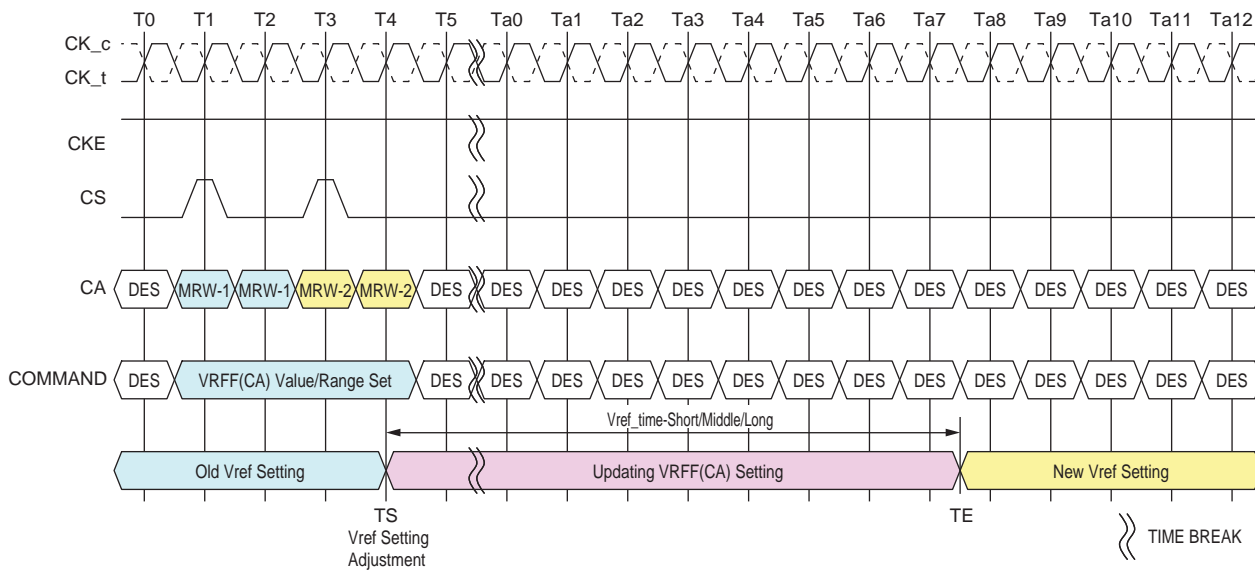 T0 T1 T2 T3 T4 T5 Ta0 Ta1 Ta2 Ta3 Ta4 Ta5 Ta6 Ta7 Ta8 Ta9 Ta10 Ta11 Ta12
CK_c
CK_t
CKE
CS
CA DES MRW-1 MRW-1 MRW-2 MRW-2 DES DES DES DES DES DES DES DES DES DES DES DES DES DES
COMMAND DES VRFF(CA) Value/Range Set DES DES DES DES DES DES DES DES DES DES DES DES DES DES
Vref_time-Short/Middle/Long
Old Vref Setting Updating VRFF(CA) Setting New Vref Setting
TS TE
Vref Setting
Adjustment
TIME BREAK